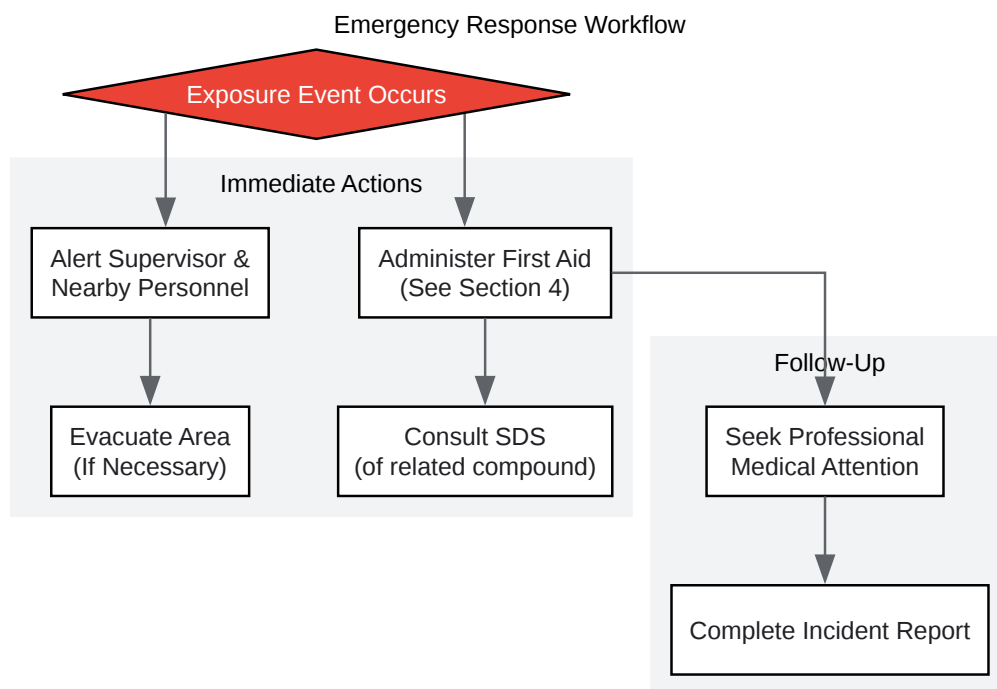 Emergency Response Workflow
Exposure Event Occurs
Immediate Actions
Alert Supervisor &
Nearby Personnel
Administer First Aid
(See Section 4)
Follow-Up
Evacuate Area
(If Necessary)
Consult SDS
(of related compound)
Seek Professional
Medical Attention
Complete Incident Report